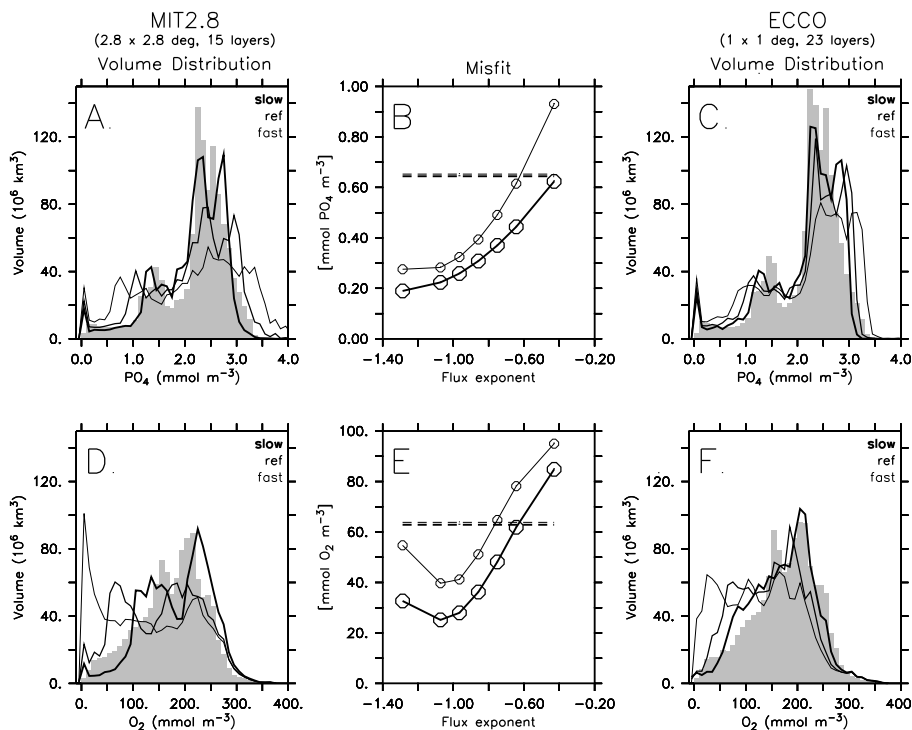 MIT2.8
(2.8 x 2.8 deg, 15 layers)
Volume Distribution
Misfit
ECCO
(1 x 1 deg, 23 layers)
Volume Distribution
A
slow
ref
fast
120.
80.
40.
0.
Volume (10⁶ km³)
0.0 1.0 2.0 3.0 4.0
PO₄ (mmol m⁻³)
B
1.00
0.80
0.60
0.40
0.20
0.00
[mmol PO₄ m⁻³]
−1.40 −1.00 −0.60 −0.20
Flux exponent
C
slow
ref
fast
120.
80.
40.
0.
Volume (10⁶ km³)
0.0 1.0 2.0 3.0 4.0
PO₄ (mmol m⁻³)
D
slow
ref
fast
120.
80.
40.
0.
Volume (10⁶ km³)
0. 100. 200. 300. 400.
O₂ (mmol m⁻³)
E
100.
80.
60.
40.
20.
0.
[mmol O₂ m⁻³]
−1.40 −1.00 −0.60 −0.20
Flux exponent
F
slow
ref
fast
120.
80.
40.
0.
Volume (10⁶ km³)
0. 100. 200. 300. 400.
O₂ (mmol m⁻³)